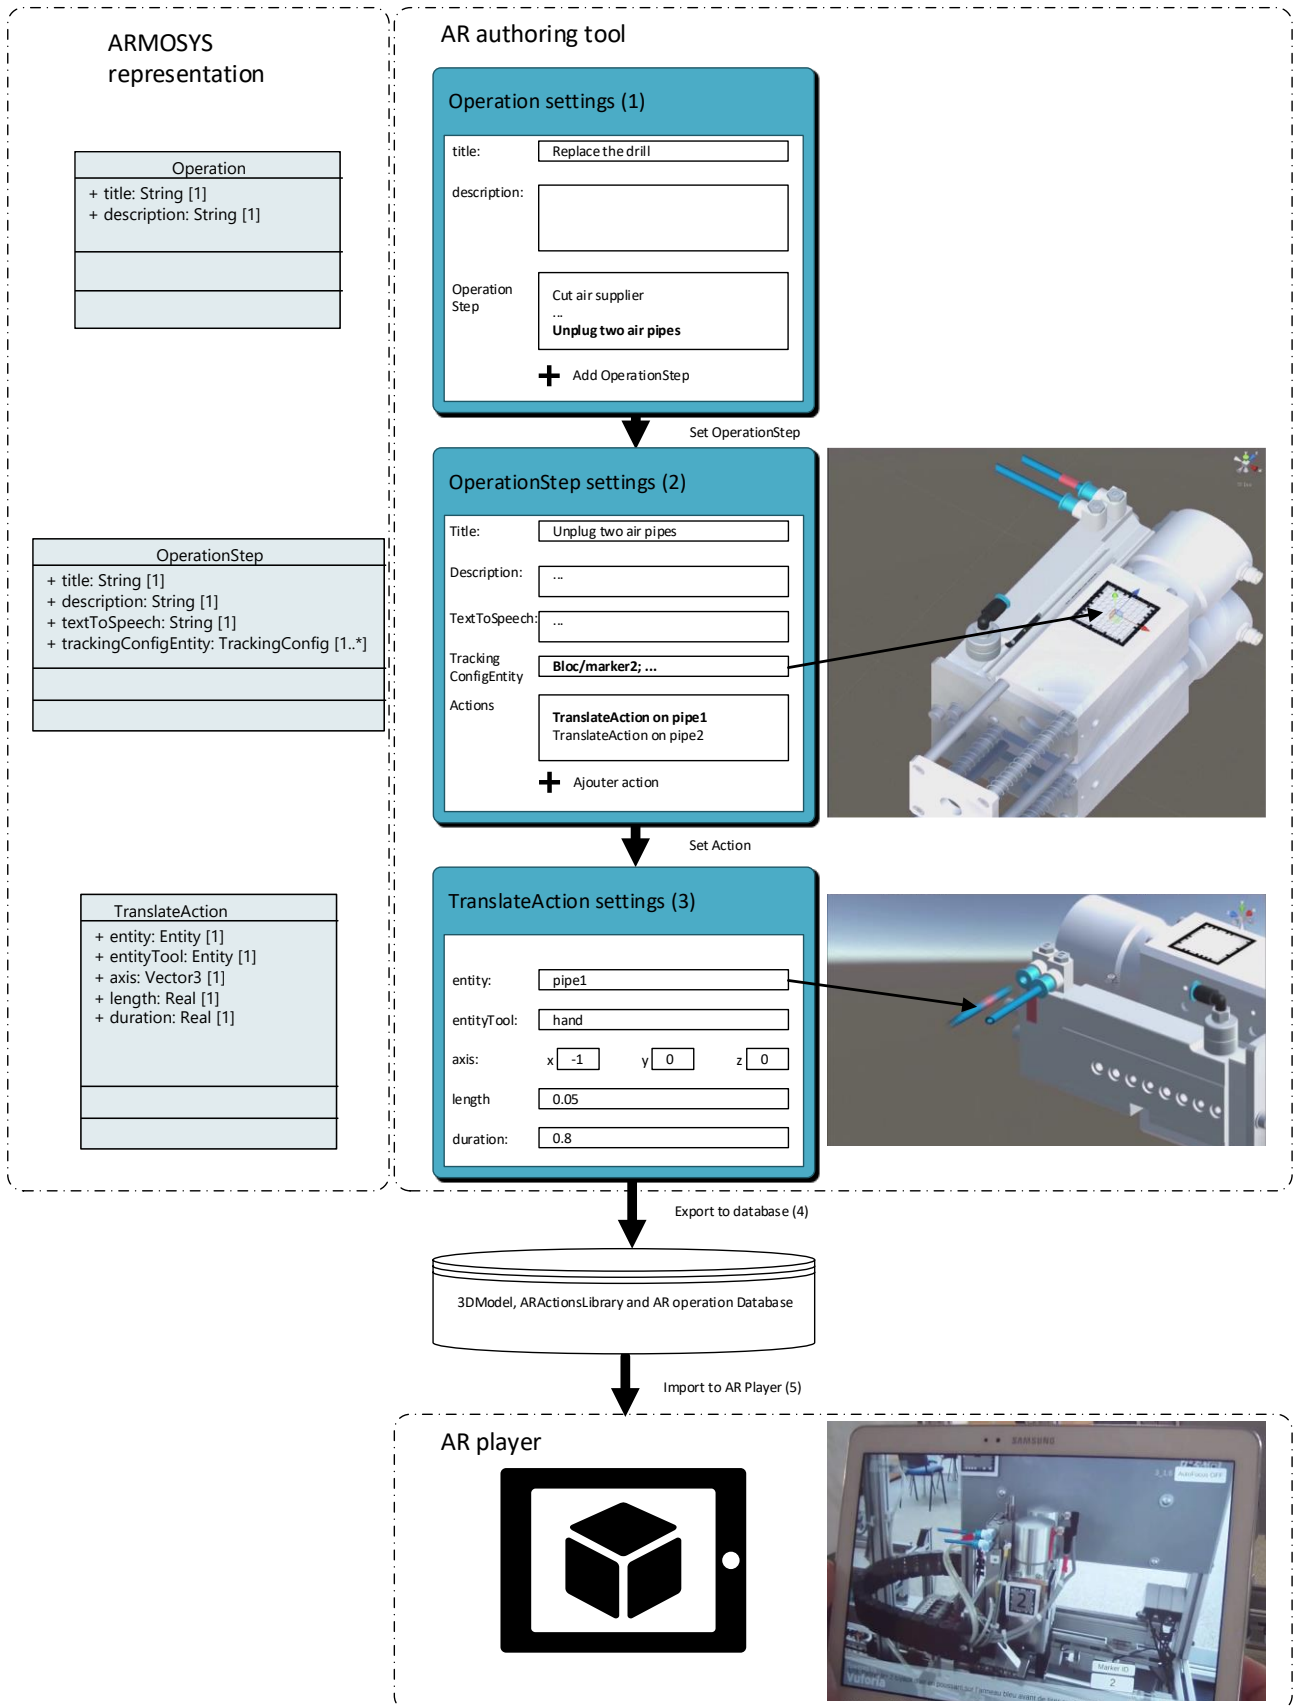 ARMOSYS
representation
Operation
+ title: String [1]
+ description: String [1]
OperationStep
+ title: String [1]
+ description: String [1]
+ textToSpeech: String [1]
+ trackingConfigEntity: TrackingConfig [1..*]
TranslateAction
+ entity: Entity [1]
+ entityTool: Entity [1]
+ axis: Vector3 [1]
+ length: Real [1]
+ duration: Real [1]
AR authoring tool
Operation settings (1)
title: Replace the drill
description:
Operation
Step
Cut air supplier
...
Unplug two air pipes
Add OperationStep
Set OperationStep
OperationStep settings (2)
Title: Unplug two air pipes
Description: ...
TextToSpeech: ...
Tracking
ConfigEntity
Bloc/marker2; ...
Actions
TranslateAction on pipe1
TranslateAction on pipe2
Ajouter action
Set Action
TranslateAction settings (3)
entity: pipe1
entityTool: hand
axis: x -1 y 0 z 0
length 0.05
duration: 0.8
Export to database (4)
3DModel, ARActionsLibrary and AR operation Database
Import to AR Player (5)
AR player
SAMSUNG
AutoFocus OFF
2
Marker ID
2
vuforia